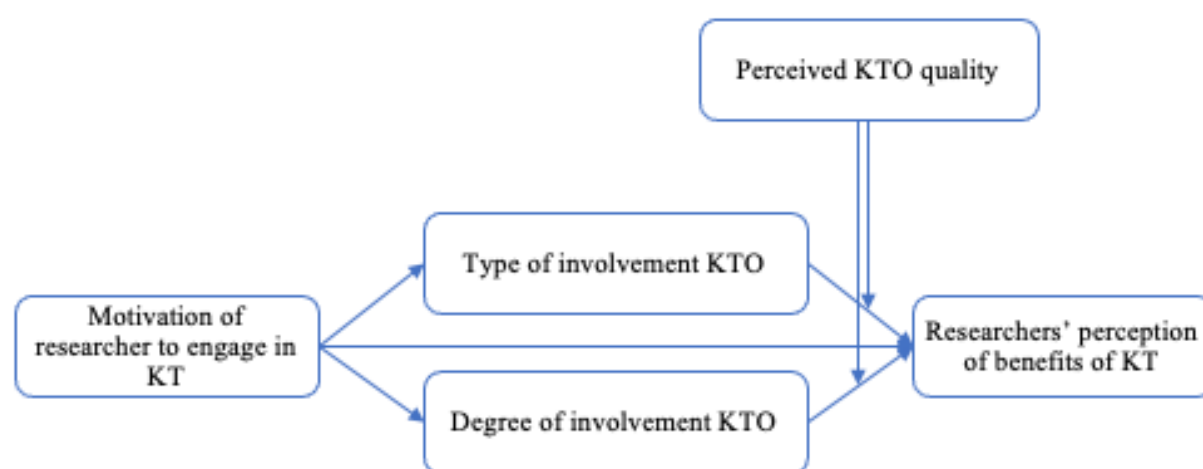 Perceived KTO quality
Type of involvement KTO
Motivation of
researcher to engage in
KT
Researchers’ perception
of benefits of KT
Degree of involvement KTO